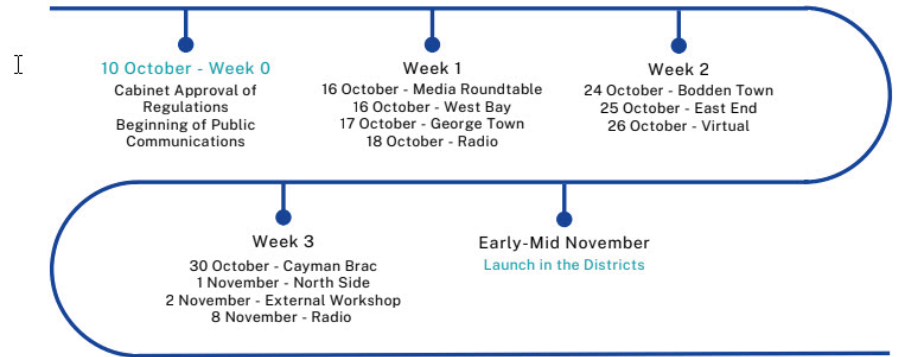 10 October - Week 0
Cabinet Approval of
Regulations
Beginning of Public
Communications
Week 1
16 October - Media Roundtable
16 October - West Bay
17 October - George Town
18 October - Radio
Week 2
24 October - Bodden Town
25 October - East End
26 October - Virtual
Week 3
30 October - Cayman Brac
1 November - North Side
2 November - External Workshop
8 November - Radio
Early-Mid November
Launch in the Districts